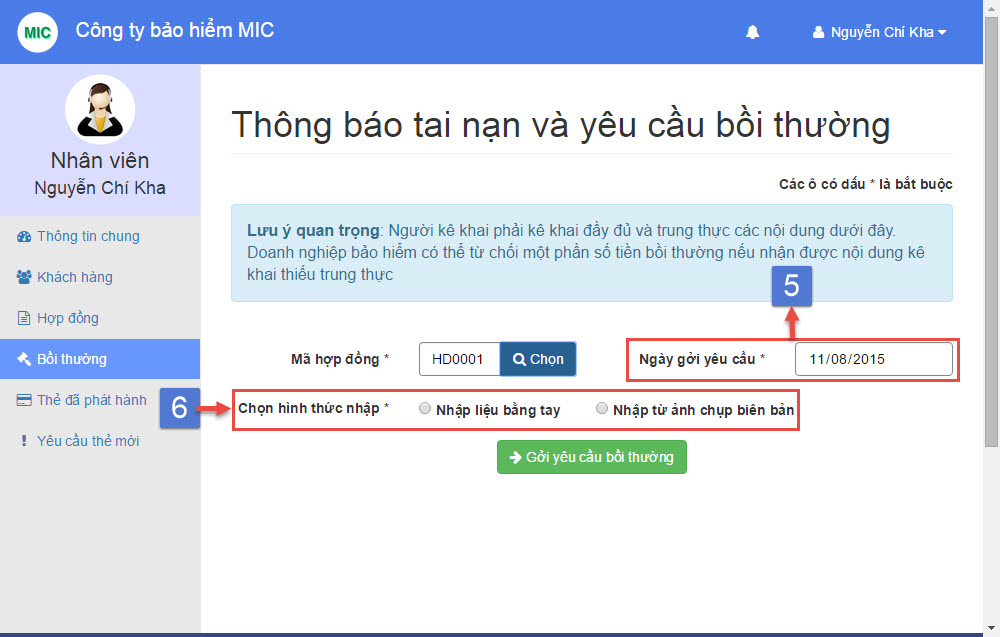 MIC
Công ty bảo hiểm MIC
Nguyễn Chí Kha
Nhân viên
Nguyễn Chí Kha
Thông tin chung
Khách hàng
Hợp đồng
Bồi thường
Thẻ đã phát hành
Yêu cầu thẻ mới
Thông báo tai nạn và yêu cầu bồi thường
Các ô có dấu * là bắt buộc
Lưu ý quan trọng: Người kê khai phải kê khai đầy đủ và trung thực các nội dung dưới đây.
Doanh nghiệp bảo hiểm có thể từ chối một phần số tiền bồi thường nếu nhận được nội dung kê
khai thiếu trung thực
5
Mã hợp đồng * HD0001 Chọn Ngày gởi yêu cầu * 11/08/2015
6
Chọn hình thức nhập * Nhập liệu bằng tay Nhập từ ảnh chụp biên bản
Gởi yêu cầu bồi thường